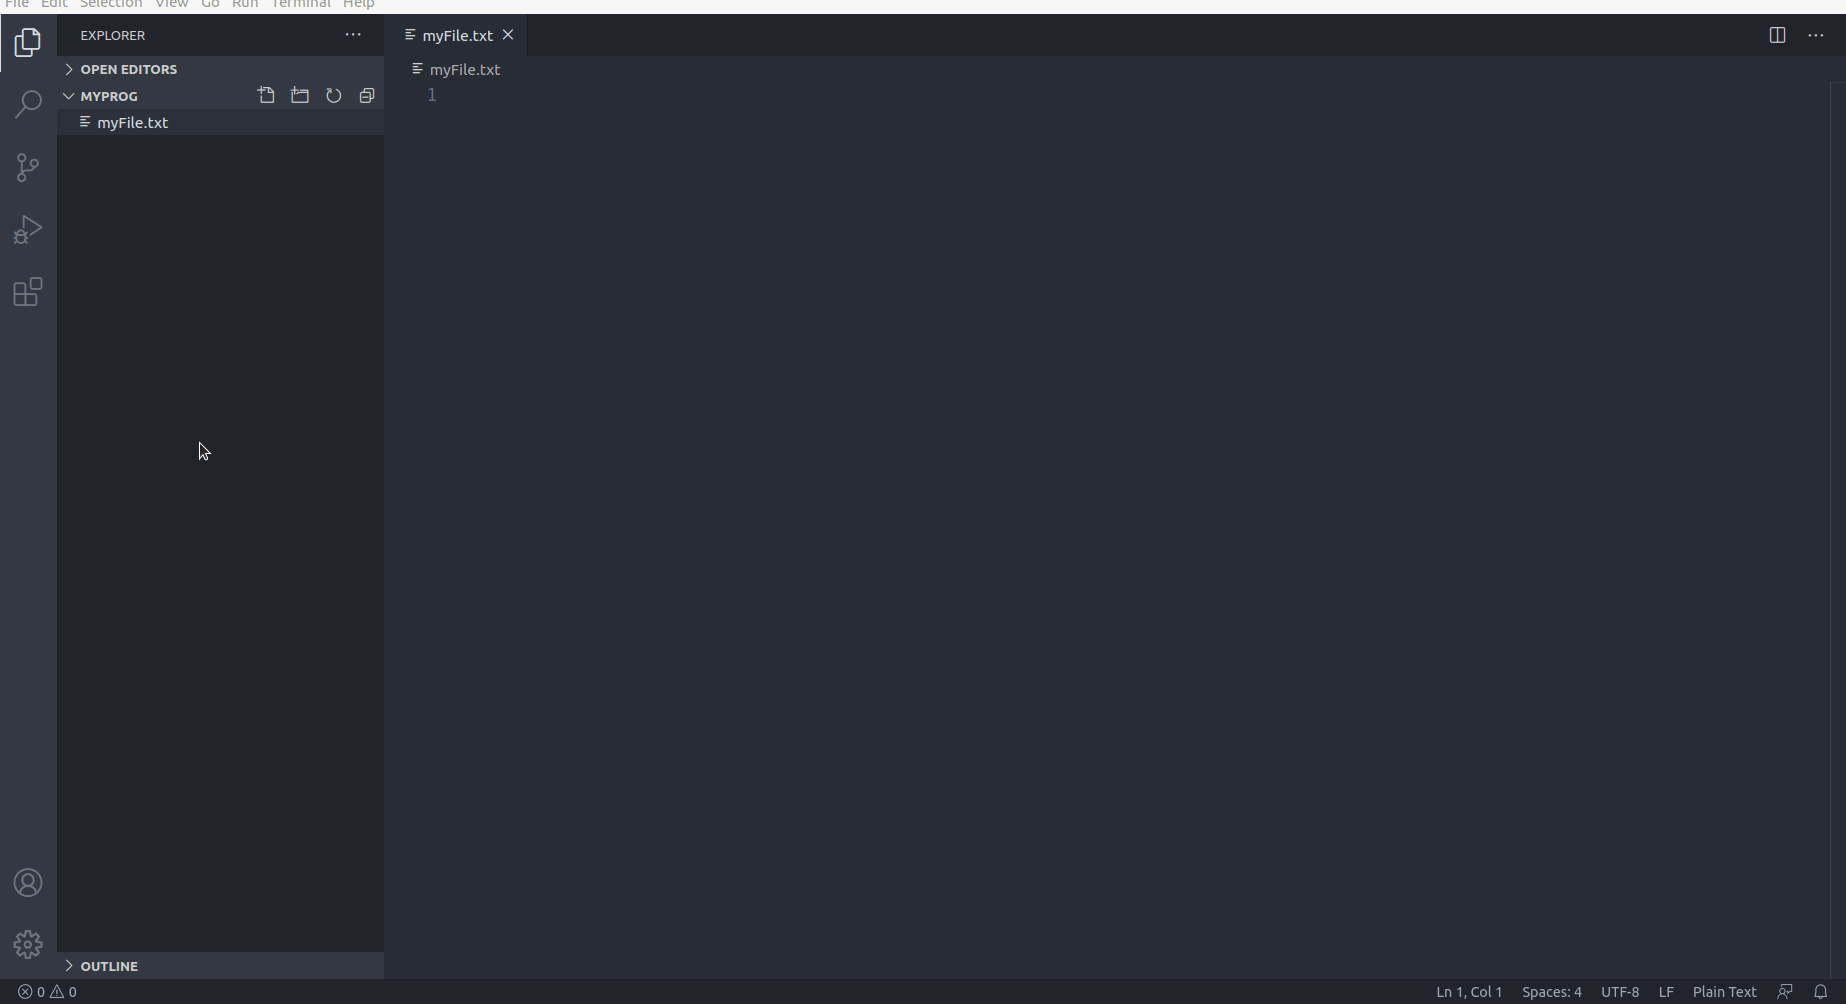 File Edit Selection View Go Run Terminal Help
EXPLORER
myFile.txt
OPEN EDITORS
myFile.txt
MYPROG
1
myFile.txt
OUTLINE
0 0
Ln 1, Col 1 Spaces: 4 UTF-8 LF Plain Text